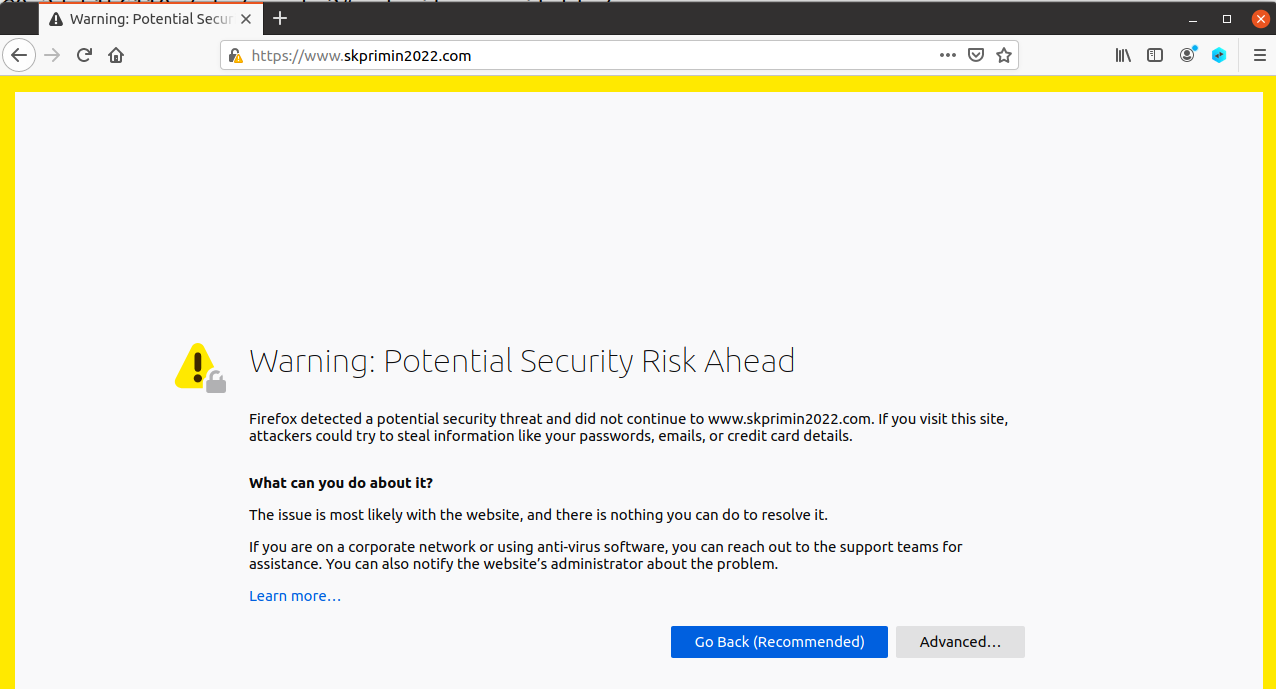 Warning: Potential Secur
https://www.skprimin2022.com
Warning: Potential Security Risk Ahead
Firefox detected a potential security threat and did not continue to www.skprimin2022.com. If you visit this site,
attackers could try to steal information like your passwords, emails, or credit card details.
What can you do about it?
The issue is most likely with the website, and there is nothing you can do to resolve it.
If you are on a corporate network or using anti-virus software, you can reach out to the support teams for
assistance. You can also notify the website’s administrator about the problem.
Learn more…
Go Back (Recommended)
Advanced…